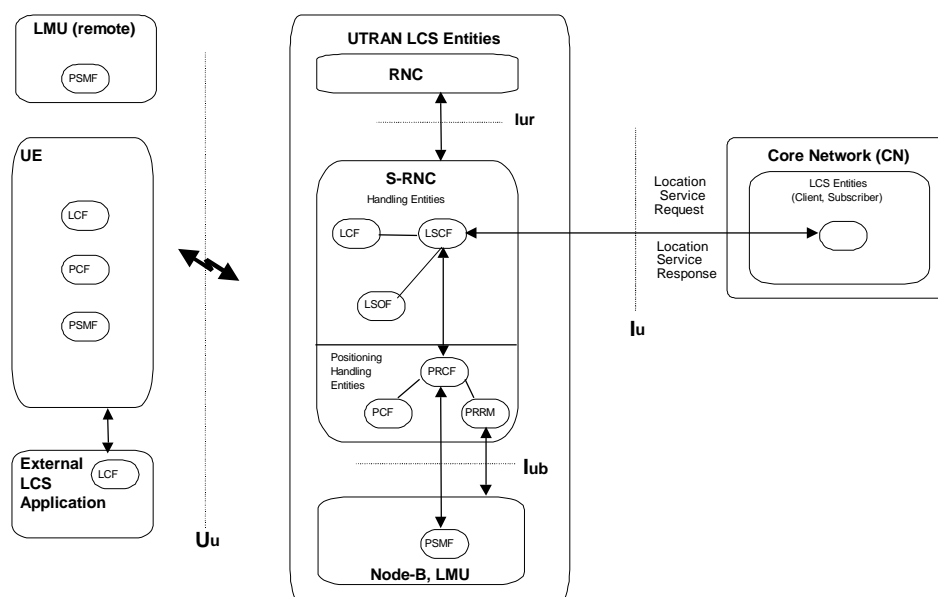 LMU (remote)
PSMF
UE
LCF
PCF
PSMF
External
LCS
Application
LCF
Uu
UTRAN LCS Entities
RNC
Iur
S-RNC
Handling Entities
LCF
LSCF
LSOF
Positioning
Handling
Entities
PRCF
PCF
PRRM
Iub
PSMF
Node-B, LMU
Location
Service
Request
Location
Service
Response
Iu
Core Network (CN)
LCS Entities
(Client, Subscriber)